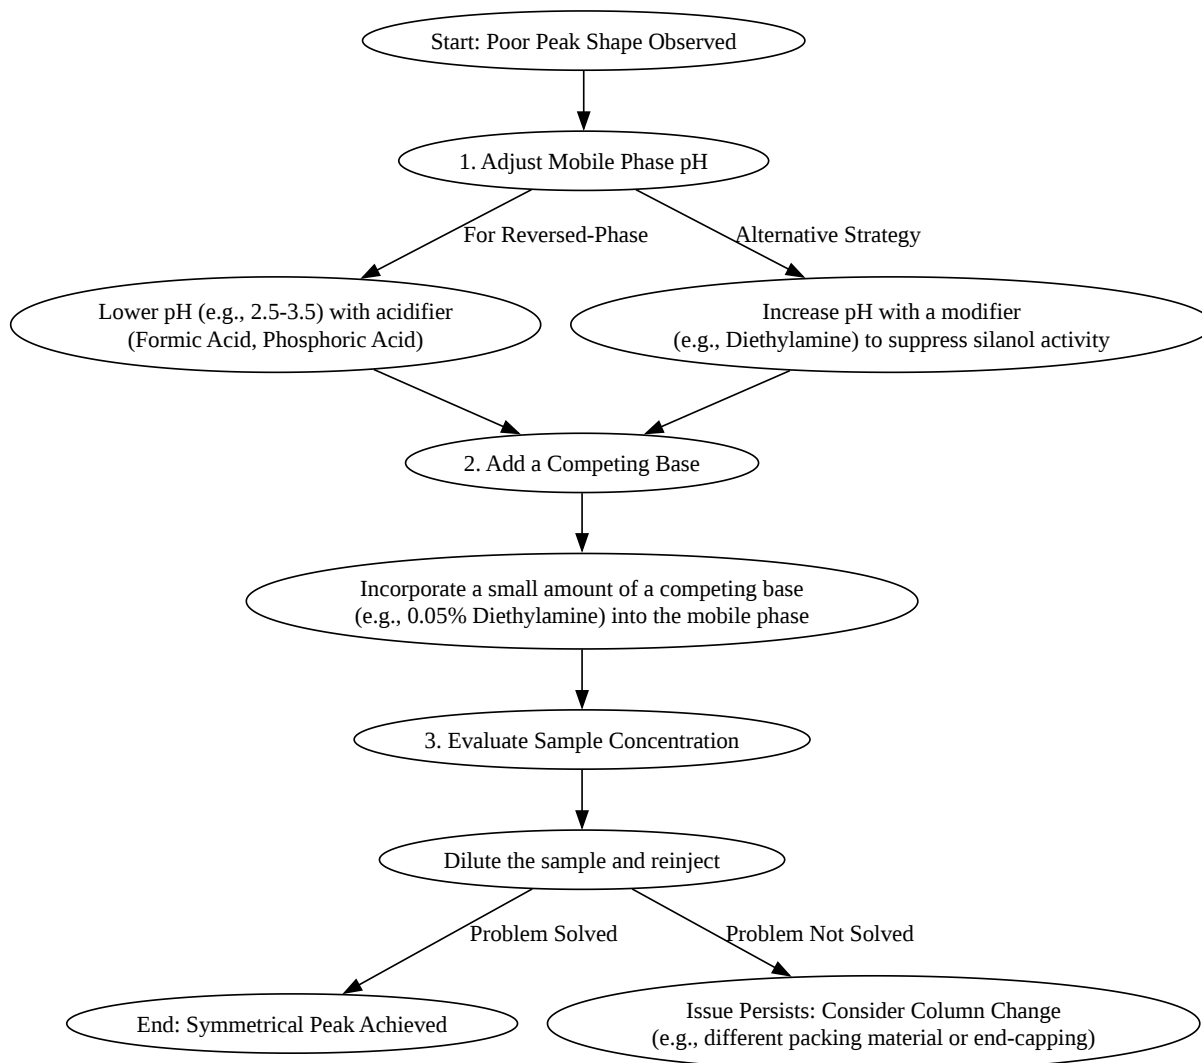 Start: Poor Peak Shape Observed
1. Adjust Mobile Phase pH
For Reversed-Phase
Alternative Strategy
Lower pH (e.g., 2.5-3.5) with acidifier
(Formic Acid, Phosphoric Acid)
Increase pH with a modifier
(e.g., Diethylamine) to suppress silanol activity
2. Add a Competing Base
Incorporate a small amount of a competing base
(e.g., 0.05% Diethylamine) into the mobile phase
3. Evaluate Sample Concentration
Dilute the sample and reinject
Problem Solved
Problem Not Solved
End: Symmetrical Peak Achieved
Issue Persists: Consider Column Change
(e.g., different packing material or end-capping)